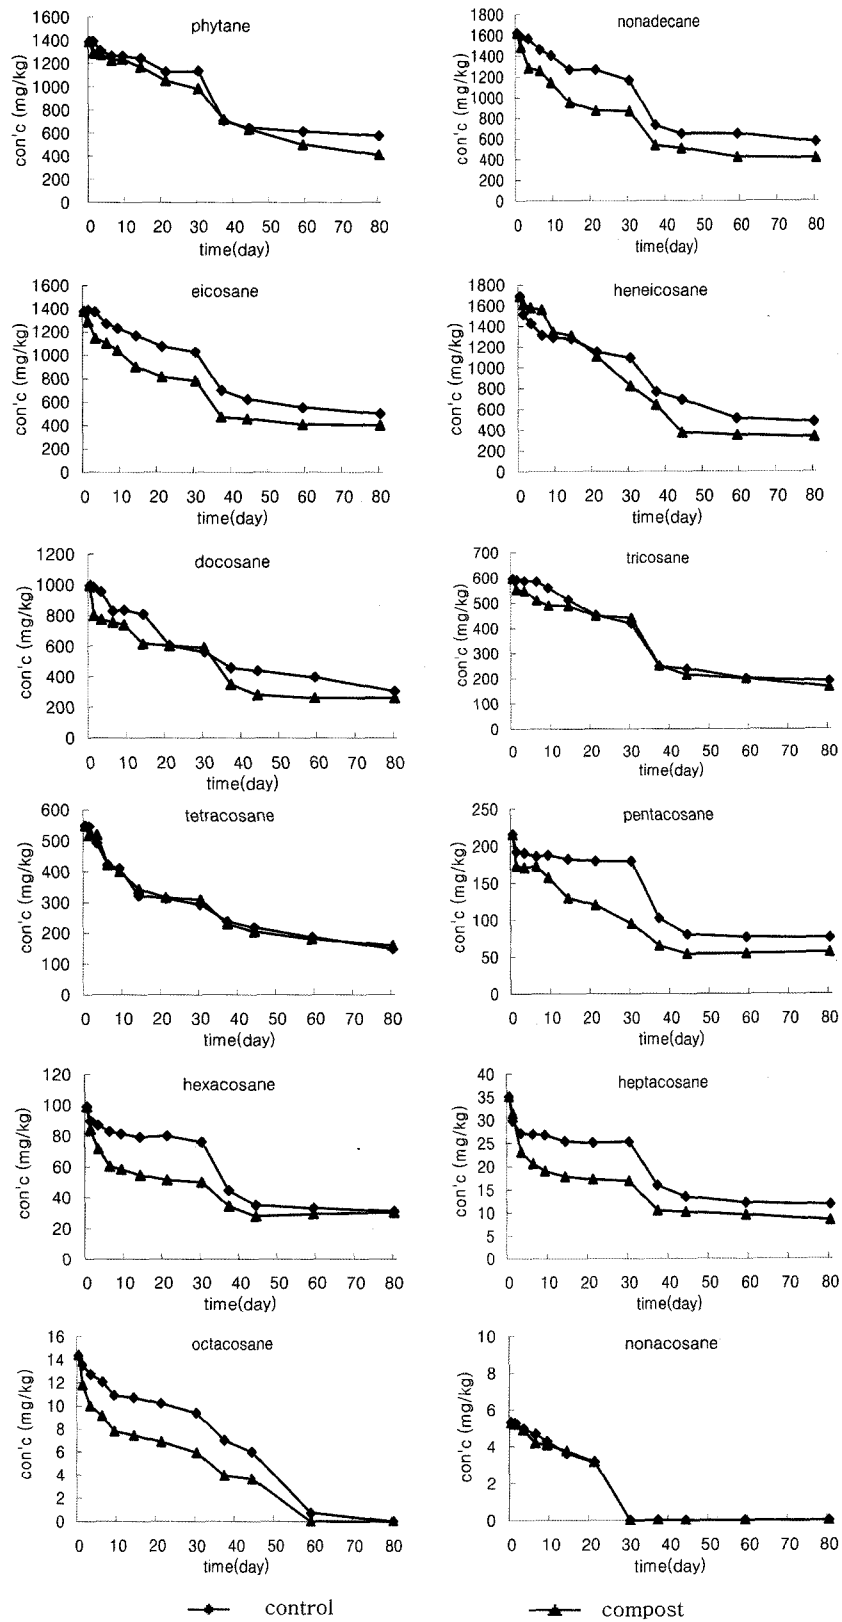 phytane
con'c (mg/kg)
1600
1400
1200
1000
800
600
400
200
0
0 10 20 30 40 50 60 70 80
time(day)
nonadecane
con'c (mg/kg)
1800
1600
1400
1200
1000
800
600
400
200
0
0 10 20 30 40 50 60 70 80
time(day)
eicosane
con'c (mg/kg)
1600
1400
1200
1000
800
600
400
200
0
0 10 20 30 40 50 60 70 80
time(day)
heneicosane
con'c (mg/kg)
1800
1600
1400
1200
1000
800
600
400
200
0
0 10 20 30 40 50 60 70 80
time(day)
docosane
con'c (mg/kg)
1200
1000
800
600
400
200
0
0 10 20 30 40 50 60 70 80
time(day)
tricosane
con'c (mg/kg)
700
600
500
400
300
200
100
0
0 10 20 30 40 50 60 70 80
time(day)
tetracosane
con'c (mg/kg)
600
500
400
300
200
100
0
0 10 20 30 40 50 60 70 80
time(day)
pentacosane
con'c (mg/kg)
250
200
150
100
50
0
0 10 20 30 40 50 60 70 80
time(day)
hexacosane
con'c (mg/kg)
120
100
80
60
40
20
0
0 10 20 30 40 50 60 70 80
time(day)
heptacosane
con'c (mg/kg)
40
35
30
25
20
15
10
5
0
0 10 20 30 40 50 60 70 80
time(day)
octacosane
con'c (mg/kg)
16
14
12
10
8
6
4
2
0
0 10 20 30 40 50 60 70 80
time(day)
nonacosane
con'c (mg/kg)
10
8
6
4
2
0
0 10 20 30 40 50 60 70 80
time(day)
control compost